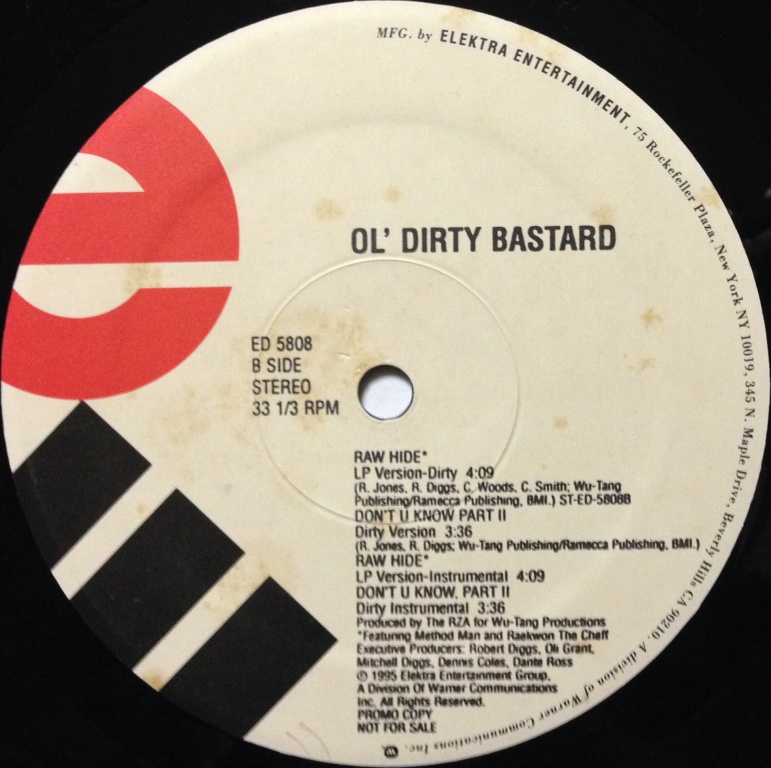 MFG. by ELEKTRA ENTERTAINMENT, 75 Rockefeller Plaza, New York NY 10019, 345 N. Maple Drive, Beverly Hills CA 90210. A division of Warner Communications Inc.
e
OL' DIRTY BASTARD
ED 5808
B SIDE
STEREO
33 1/3 RPM
RAW HIDE*
LP Version-Dirty 4:09
(R. Jones, R. Diggs, C. Woods, C. Smith; Wu-Tang
Publishing/Ramecca Publishing, BMI.) ST-ED-5808B
DON'T U KNOW PART II
Dirty Version 3:36
(R. Jones, R. Diggs; Wu-Tang Publishing/Ramecca Publishing, BMI.)
RAW HIDE*
LP Version-Instrumental 4:09
DON'T U KNOW, PART II
Dirty Instrumental 3:36
Produced by The RZA for Wu-Tang Productions
*Featuring Method Man and Raekwon The Cheff
Executive Producers: Robert Diggs, Oli Grant,
Mitchell Diggs, Dennis Coles, Dante Ross
© 1995 Elektra Entertainment Group,
A Division Of Warner Communications
Inc. All Rights Reserved.
PROMO COPY
NOT FOR SALE